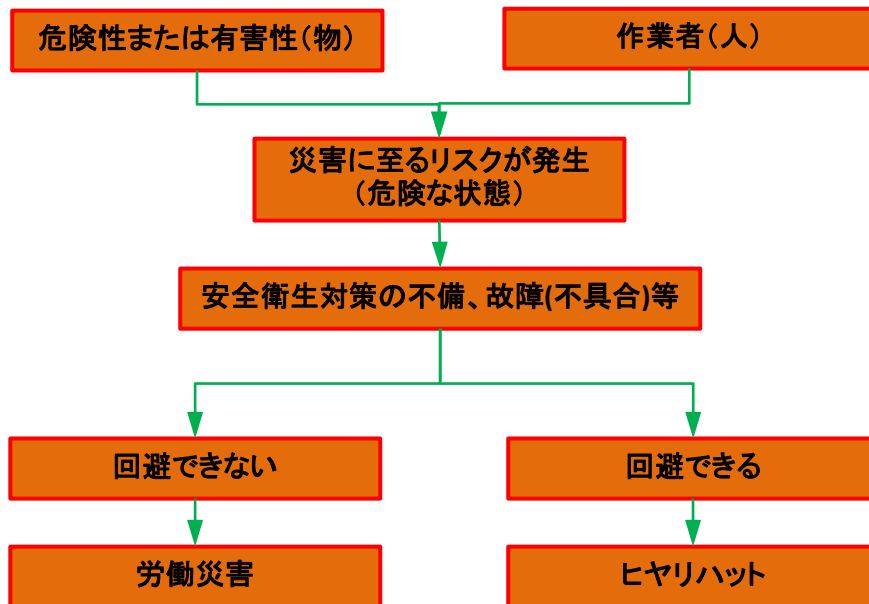 危険性または有害性(物)
作業者(人)
災害に至るリスクが発生
(危険な状態)
安全衛生対策の不備、故障(不具合)等
回避できない
回避できる
労働災害
ヒヤリハット